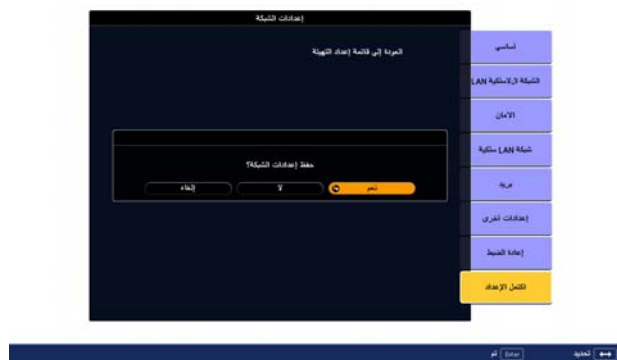 إعدادات الشبكة
العودة إلى قائمة إعداد التهيئة
أساسي
الشبكة اللاسلكية LAN
الأمان
شبكة LAN سلكية
بريد
إعدادات أخرى
إعادة الضبط
اكتمل الإعداد
حفظ إعدادات الشبكة؟
نعم
لا
إلغاء
تحديد
Enter تم